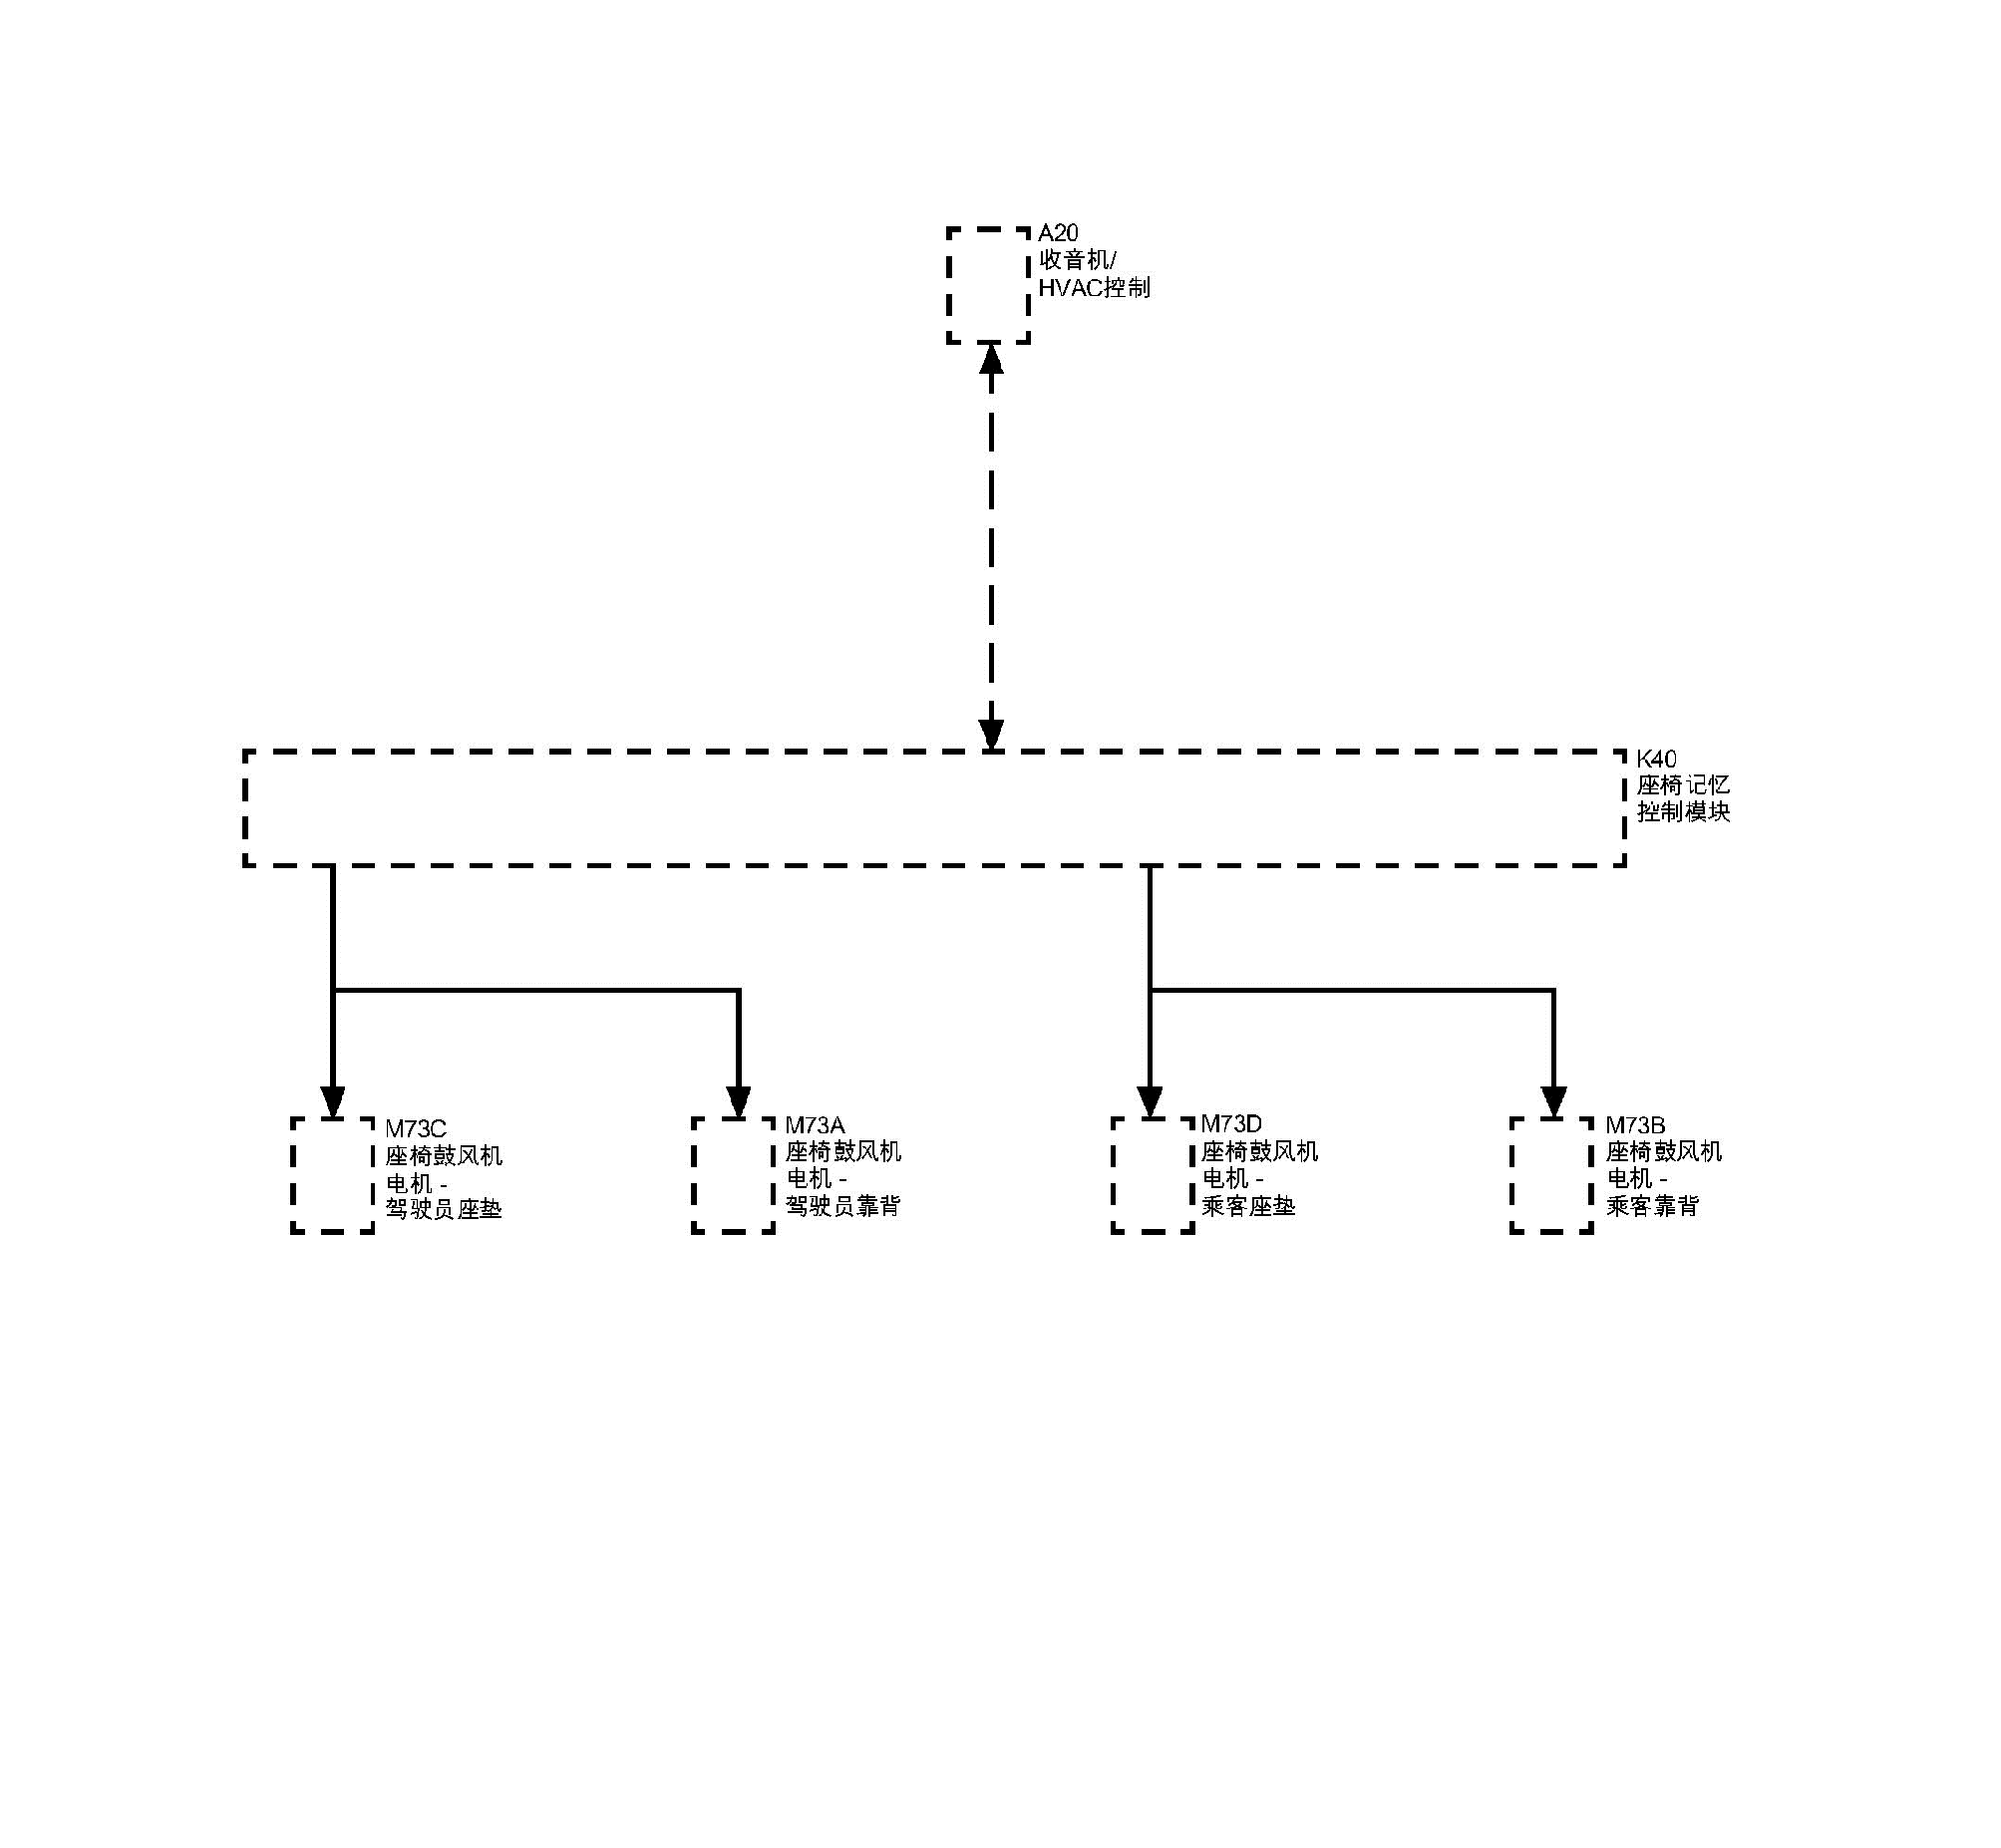 A20
收音机/
HVAC控制
K40
座椅记忆
控制模块
M73C
座椅鼓风机
电机 -
驾驶员座垫
M73A
座椅鼓风机
电机 -
驾驶员靠背
M73D
座椅鼓风机
电机 -
乘客座垫
M73B
座椅鼓风机
电机 -
乘客靠背